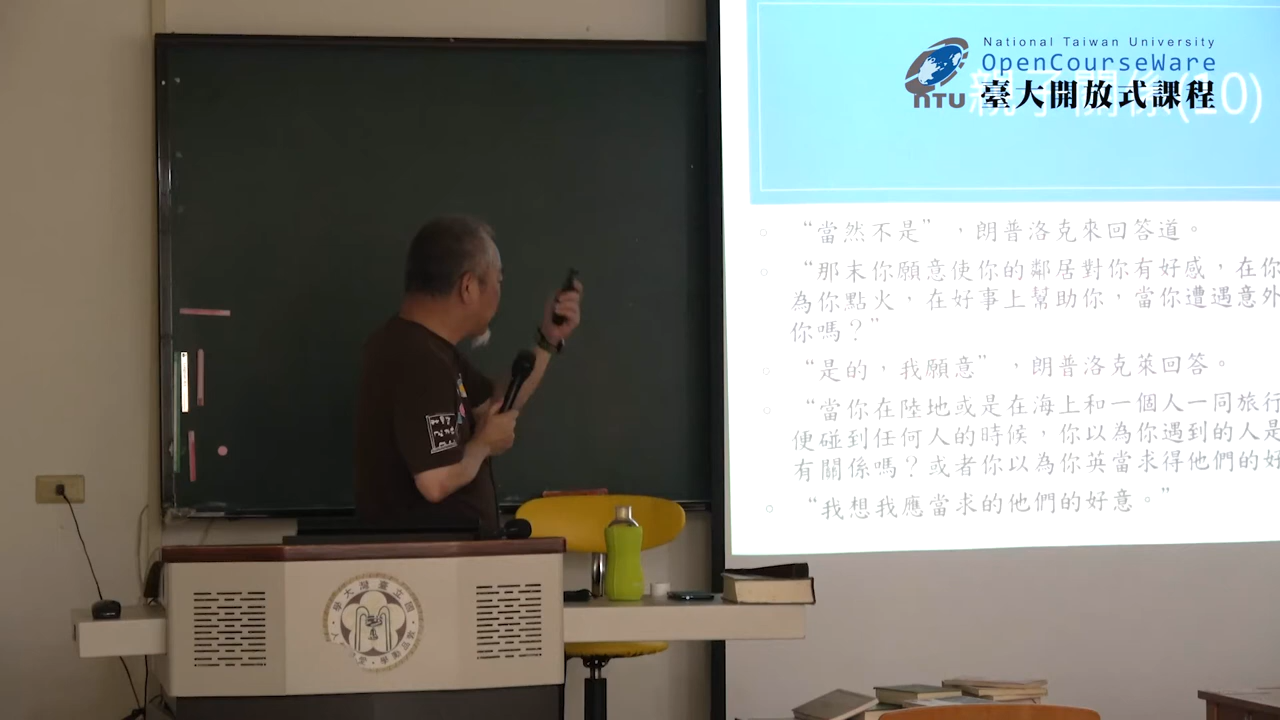 National Taiwan University
OpenCourseWare
臺大開放式課程
NTU
親子關係(10)
“當然不是”，朗普洛克來回答道。
“那末你願意使你的鄰居對你有好感，在你
為你點火，在好事上幫助你，當你遭遇意外
你嗎？”
“是的，我願意”，朗普洛克萊回答。
“當你在陸地或是在海上和一個人一同旅行
便碰到任何人的時候，你以為你遇到的人是
有關係嗎？或者你以為你英當求得他們的好
“我想我應當求的他們的好意。”